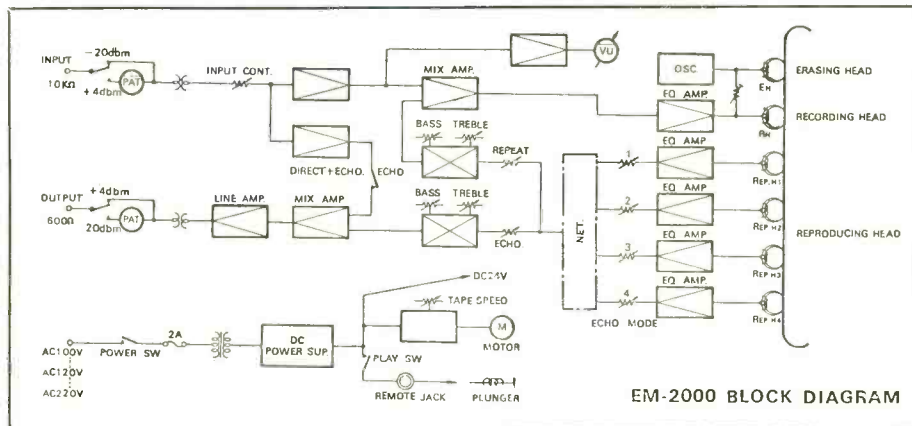 -20dbm
INPUT
PAT
10KΩ
+4dbm
INPUT CONT.
MIX AMP.
VU
OSC
EH
ERASING HEAD
EQ AMP.
RH
RECORDING HEAD
DIRECT+ECHO.
ECHO
BASS TREBLE
REPEAT
1
EQ AMP.
REP.H1
+4dbm
OUTPUT
PAT
600Ω
20dbm
LINE AMP.
MIX AMP
BASS TREBLE
ECHO
NET.
2
EQ AMP.
REP H2
REPRODUCING HEAD
3
EQ AMP
REP.H3
4
EQ AMP.
REP H4
ECHO MODE
DC24V
TAPE SPEED
M
MOTOR
AC100V
AC120V
AC220V
POWER SW
2A
DC
POWER SUP.
PLAY SW
REMOTE JACK
PLUNGER
EM-2000 BLOCK DIAGRAM